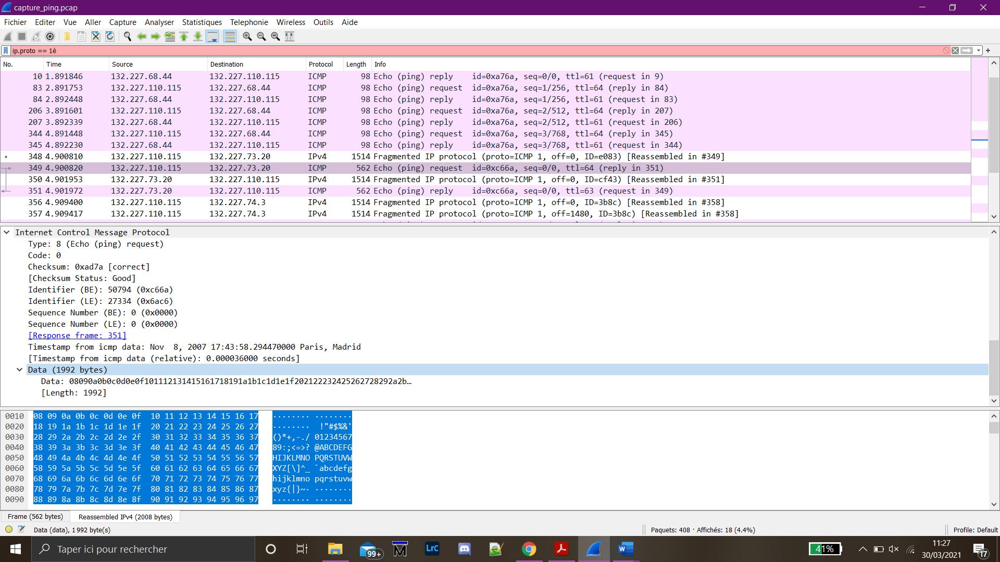 capture_ping.pcap
Fichier Editer Vue Aller Capture Analyser Statistiques Telephonie Wireless Outils Aide
ip.proto == 1è
No. Time Source Destination Protocol Length Info
10 1.891846 132.227.68.44 132.227.110.115 ICMP 98 Echo (ping) reply id=0xa76a, seq=0/0, ttl=61 (request in 9)
83 2.891753 132.227.110.115 132.227.68.44 ICMP 98 Echo (ping) request id=0xa76a, seq=1/256, ttl=64 (reply in 84)
84 2.892448 132.227.68.44 132.227.110.115 ICMP 98 Echo (ping) reply id=0xa76a, seq=1/256, ttl=61 (request in 83)
206 3.891601 132.227.110.115 132.227.68.44 ICMP 98 Echo (ping) request id=0xa76a, seq=2/512, ttl=64 (reply in 207)
207 3.892339 132.227.68.44 132.227.110.115 ICMP 98 Echo (ping) reply id=0xa76a, seq=2/512, ttl=61 (request in 206)
344 4.891448 132.227.110.115 132.227.68.44 ICMP 98 Echo (ping) request id=0xa76a, seq=3/768, ttl=64 (reply in 345)
345 4.892230 132.227.68.44 132.227.110.115 ICMP 98 Echo (ping) reply id=0xa76a, seq=3/768, ttl=61 (request in 344)
348 4.900810 132.227.110.115 132.227.73.20 IPv4 1514 Fragmented IP protocol (proto=ICMP 1, off=0, ID=e083) [Reassembled in #349]
349 4.900820 132.227.110.115 132.227.73.20 ICMP 562 Echo (ping) request id=0xc66a, seq=0/0, ttl=64 (reply in 351)
350 4.901953 132.227.73.20 132.227.110.115 IPv4 1514 Fragmented IP protocol (proto=ICMP 1, off=0, ID=cf43) [Reassembled in #351]
351 4.901972 132.227.73.20 132.227.110.115 ICMP 562 Echo (ping) reply id=0xc66a, seq=0/0, ttl=63 (request in 349)
356 4.909400 132.227.110.115 132.227.74.3 IPv4 1514 Fragmented IP protocol (proto=ICMP 1, off=0, ID=3b8c) [Reassembled in #358]
357 4.909417 132.227.110.115 132.227.74.3 IPv4 1514 Fragmented IP protocol (proto=ICMP 1, off=1480, ID=3b8c) [Reassembled in #358]
Internet Control Message Protocol
Type: 8 (Echo (ping) request)
Code: 0
Checksum: 0xad7a [correct]
[Checksum Status: Good]
Identifier (BE): 50794 (0xc66a)
Identifier (LE): 27334 (0x6ac6)
Sequence Number (BE): 0 (0x0000)
Sequence Number (LE): 0 (0x0000)
[Response frame: 351]
Timestamp from icmp data: Nov  8, 2007 17:43:58.294470000 Paris, Madrid
[Timestamp from icmp data (relative): 0.000036000 seconds]
Data (1992 bytes)
Data: 08090a0b0c0d0e0f101112131415161718191a1b1c1d1e1f202122232425262728292a2b…
[Length: 1992]
0010 08 09 0a 0b 0c 0d 0e 0f 10 11 12 13 14 15 16 17 ········ ········
0020 18 19 1a 1b 1c 1d 1e 1f 20 21 22 23 24 25 26 27 ········ !"#$%&'
0030 28 29 2a 2b 2c 2d 2e 2f 30 31 32 33 34 35 36 37 ()*+,-./ 01234567
0040 38 39 3a 3b 3c 3d 3e 3f 40 41 42 43 44 45 46 47 89:;<=>? @ABCDEFG
0050 48 49 4a 4b 4c 4d 4e 4f 50 51 52 53 54 55 56 57 HIJKLMNO PQRSTUVW
0060 58 59 5a 5b 5c 5d 5e 5f 60 61 62 63 64 65 66 67 XYZ[\]^_ `abcdefg
0070 68 69 6a 6b 6c 6d 6e 6f 70 71 72 73 74 75 76 77 hijklmno pqrstuvw
0080 78 79 7a 7b 7c 7d 7e 7f 80 81 82 83 84 85 86 87 xyz{|}~· ········
0090 88 89 8a 8b 8c 8d 8e 8f 90 91 92 93 94 95 96 97 ········ ········
Frame (562 bytes) Reassembled IPv4 (2008 bytes)
Data (data), 1 992 byte(s) Paquets: 408 · Affichés: 18 (4.4%) Profile: Default
Taper ici pour rechercher 99+ M LrC W 41% 11:27
30/03/2021 17